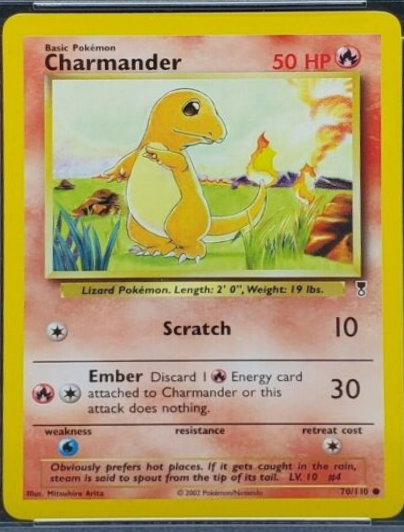 Basic Pokémon
Charmander 50 HP
Lizard Pokémon. Length: 2' 0", Weight: 19 lbs.
Scratch 10
Ember Discard 1 Energy card
attached to Charmander or this
attack does nothing. 30
weakness resistance retreat cost
Obviously prefers hot places. If it gets caught in the rain,
steam is said to spout from the tip of its tail. LV. 10 #4
Illus. Mitsuhiro Arita © 2002 Pokémon/Nintendo 70/110